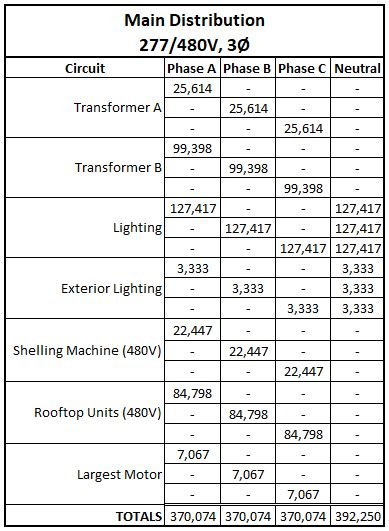 Main Distribution
277/480V, 3Ø
Circuit Phase A Phase B Phase C Neutral
25,614 - - -
Transformer A - 25,614 - -
- - 25,614 -
99,398 - - -
Transformer B - 99,398 - -
- - 99,398 -
127,417 - - 127,417
Lighting - 127,417 - 127,417
- - 127,417 127,417
3,333 - - 3,333
Exterior Lighting - 3,333 - 3,333
- - 3,333 3,333
22,447 - - -
Shelling Machine (480V) - 22,447 - -
- - 22,447 -
84,798 - - -
Rooftop Units (480V) - 84,798 - -
- - 84,798 -
7,067 - - -
Largest Motor - 7,067 - -
- - 7,067 -
TOTALS 370,074 370,074 370,074 392,250